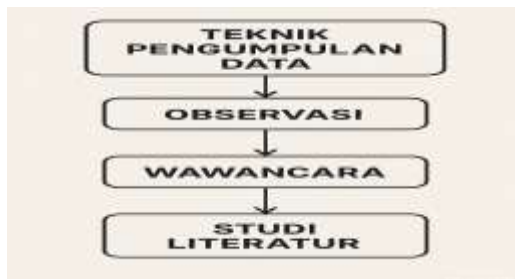 TEKNIK
PENGUMPULAN
DATA
OBSERVASI
WAWANCARA
STUDI
LITERATUR